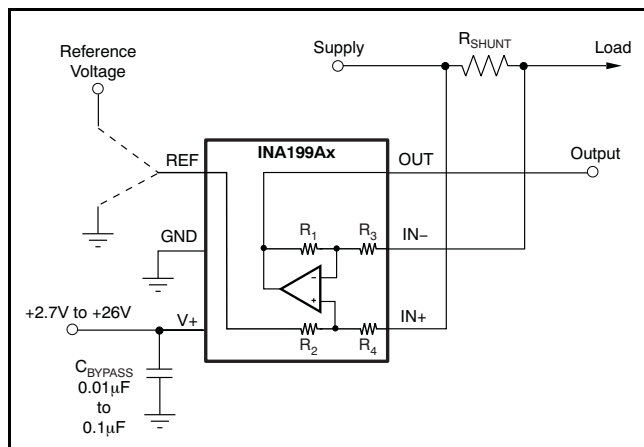 Reference
Voltage
Supply
R_SHUNT
Load
REF
INA199Ax
OUT
Output
GND
R_1
R_3
IN−
−
+
+2.7V to +26V
V+
R_2
R_4
IN+
C_BYPASS
0.01µF
to
0.1µF